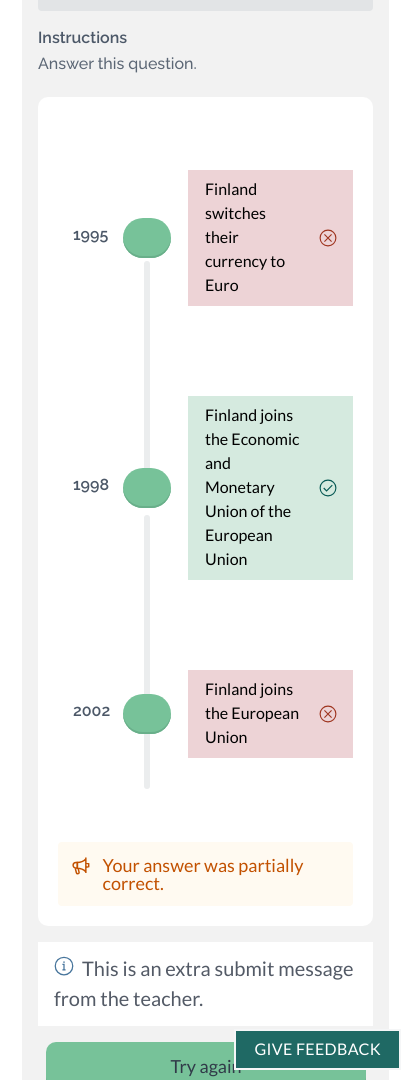 Instructions
Answer this question.
1995
Finland
switches
their
currency to
Euro
1998
Finland joins
the Economic
and
Monetary
Union of the
European
Union
2002
Finland joins
the European
Union
Your answer was partially
correct.
This is an extra submit message
from the teacher.
Try again
GIVE FEEDBACK